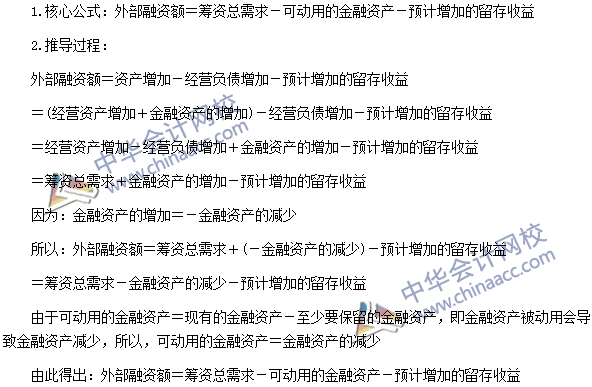 1.核心公式：外部融资额＝筹资总需求－可动用的金融资产－预计增加的留存收益
2.推导过程：
外部融资额＝资产增加－经营负债增加－预计增加的留存收益
＝(经营资产增加＋金融资产的增加)－经营负债增加－预计增加的留存收益
＝经营资产增加－经营负债增加＋金融资产的增加－预计增加的留存收益
＝筹资总需求＋金融资产的增加－预计增加的留存收益
因为：金融资产的增加＝－金融资产的减少
所以：外部融资额＝筹资总需求＋(－金融资产的减少)－预计增加的留存收益
＝筹资总需求－金融资产的减少－预计增加的留存收益
由于可动用的金融资产＝现有的金融资产－至少要保留的金融资产，即金融资产被动用会导
致金融资产减少，所以，可动用的金融资产＝金融资产的减少
由此得出：外部融资额＝筹资总需求－可动用的金融资产－预计增加的留存收益
中华会计网校
www.chinaacc.com
中华会计网校
www.chinaacc.com